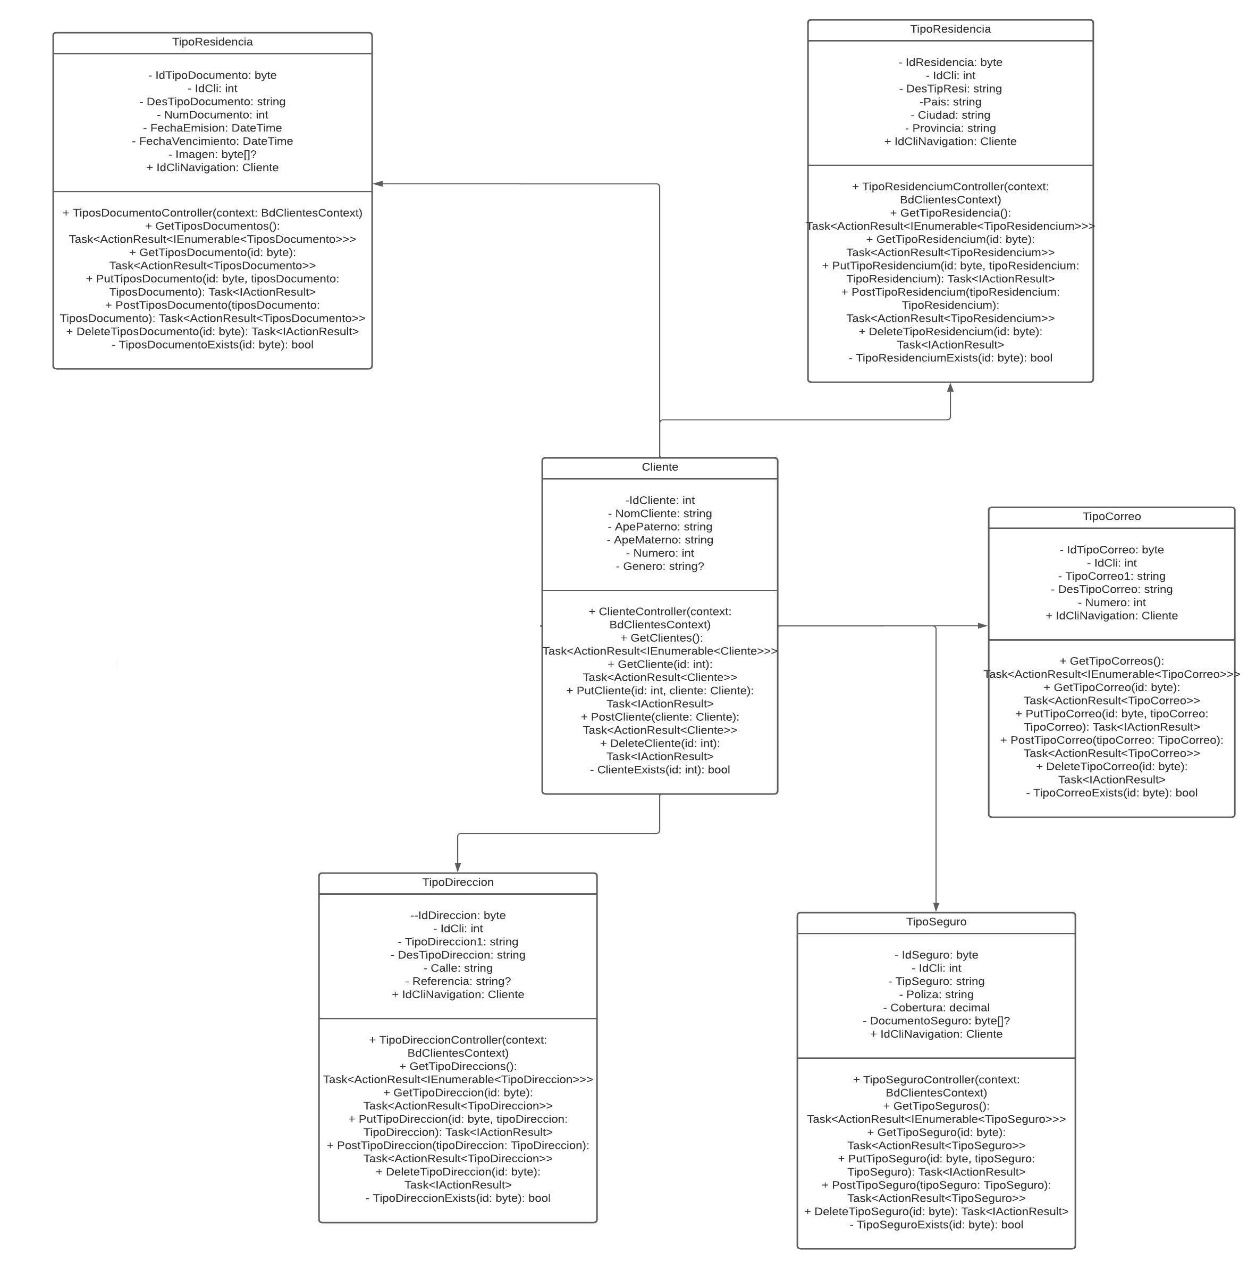 TipoResidencia
- IdTipoDocumento: byte
- IdCli: int
- DesTipoDocumento: string
- NumDocumento: int
- FechaEmision: DateTime
- FechaVencimiento: DateTime
- Imagen: byte[]?
+ IdCliNavigation: Cliente
+ TiposDocumentoController(context: BdClientesContext)
+ GetTiposDocumentos():
Task<ActionResult<IEnumerable<TiposDocumento>>>
+ GetTiposDocumento(id: byte):
Task<ActionResult<TiposDocumento>>
+ PutTiposDocumento(id: byte, tiposDocumento:
TiposDocumento): Task<IActionResult>
+ PostTiposDocumento(tiposDocumento:
TiposDocumento): Task<ActionResult<TiposDocumento>>
+ DeleteTiposDocumento(id: byte): Task<IActionResult>
- TiposDocumentoExists(id: byte): bool
TipoResidencia
- IdResidencia: byte
- IdCli: int
- DesTipResi: string
-Pais: string
- Ciudad: string
- Provincia: string
+ IdCliNavigation: Cliente
+ TipoResidenciumController(context:
BdClientesContext)
+ GetTipoResidencia():
Task<ActionResult<IEnumerable<TipoResidencium>>>
+ GetTipoResidencium(id: byte):
Task<ActionResult<TipoResidencium>>
+ PutTipoResidencium(id: byte, tipoResidencium:
TipoResidencium): Task<IActionResult>
+ PostTipoResidencium(tipoResidencium:
TipoResidencium):
Task<ActionResult<TipoResidencium>>
+ DeleteTipoResidencium(id: byte):
Task<IActionResult>
- TipoResidenciumExists(id: byte): bool
Cliente
-IdCliente: int
- NomCliente: string
- ApePaterno: string
- ApeMaterno: string
- Numero: int
- Genero: string?
+ ClienteController(context:
BdClientesContext)
+ GetClientes():
Task<ActionResult<IEnumerable<Cliente>>>
+ GetCliente(id: int):
Task<ActionResult<Cliente>>
+ PutCliente(id: int, cliente: Cliente):
Task<IActionResult>
+ PostCliente(cliente: Cliente):
Task<ActionResult<Cliente>>
+ DeleteCliente(id: int):
Task<IActionResult>
- ClienteExists(id: int): bool
TipoCorreo
- IdTipoCorreo: byte
- IdCli: int
- TipoCorreo1: string
- DesTipoCorreo: string
- Numero: int
+ IdCliNavigation: Cliente
+ GetTipoCorreos():
Task<ActionResult<IEnumerable<TipoCorreo>>>
+ GetTipoCorreo(id: byte):
Task<ActionResult<TipoCorreo>>
+ PutTipoCorreo(id: byte, tipoCorreo:
TipoCorreo): Task<IActionResult>
+ PostTipoCorreo(tipoCorreo: TipoCorreo):
Task<ActionResult<TipoCorreo>>
+ DeleteTipoCorreo(id: byte):
Task<IActionResult>
- TipoCorreoExists(id: byte): bool
TipoDireccion
--IdDireccion: byte
- IdCli: int
- TipoDireccion1: string
- DesTipoDireccion: string
- Calle: string
- Referencia: string?
+ IdCliNavigation: Cliente
+ TipoDireccionController(context:
BdClientesContext)
+ GetTipoDireccions():
Task<ActionResult<IEnumerable<TipoDireccion>>>
+ GetTipoDireccion(id: byte):
Task<ActionResult<TipoDireccion>>
+ PutTipoDireccion(id: byte, tipoDireccion:
TipoDireccion): Task<IActionResult>
+ PostTipoDireccion(tipoDireccion: TipoDireccion):
Task<ActionResult<TipoDireccion>>
+ DeleteTipoDireccion(id: byte):
Task<IActionResult>
- TipoDireccionExists(id: byte): bool
TipoSeguro
- IdSeguro: byte
- IdCli: int
- TipSeguro: string
- Poliza: string
- Cobertura: decimal
- DocumentoSeguro: byte[]?
+ IdCliNavigation: Cliente
+ TipoSeguroController(context:
BdClientesContext)
+ GetTipoSeguros():
Task<ActionResult<IEnumerable<TipoSeguro>>>
+ GetTipoSeguro(id: byte):
Task<ActionResult<TipoSeguro>>
+ PutTipoSeguro(id: byte, tipoSeguro:
TipoSeguro): Task<IActionResult>
+ PostTipoSeguro(tipoSeguro: TipoSeguro):
Task<ActionResult<TipoSeguro>>
+ DeleteTipoSeguro(id: byte): Task<IActionResult>
- TipoSeguroExists(id: byte): bool